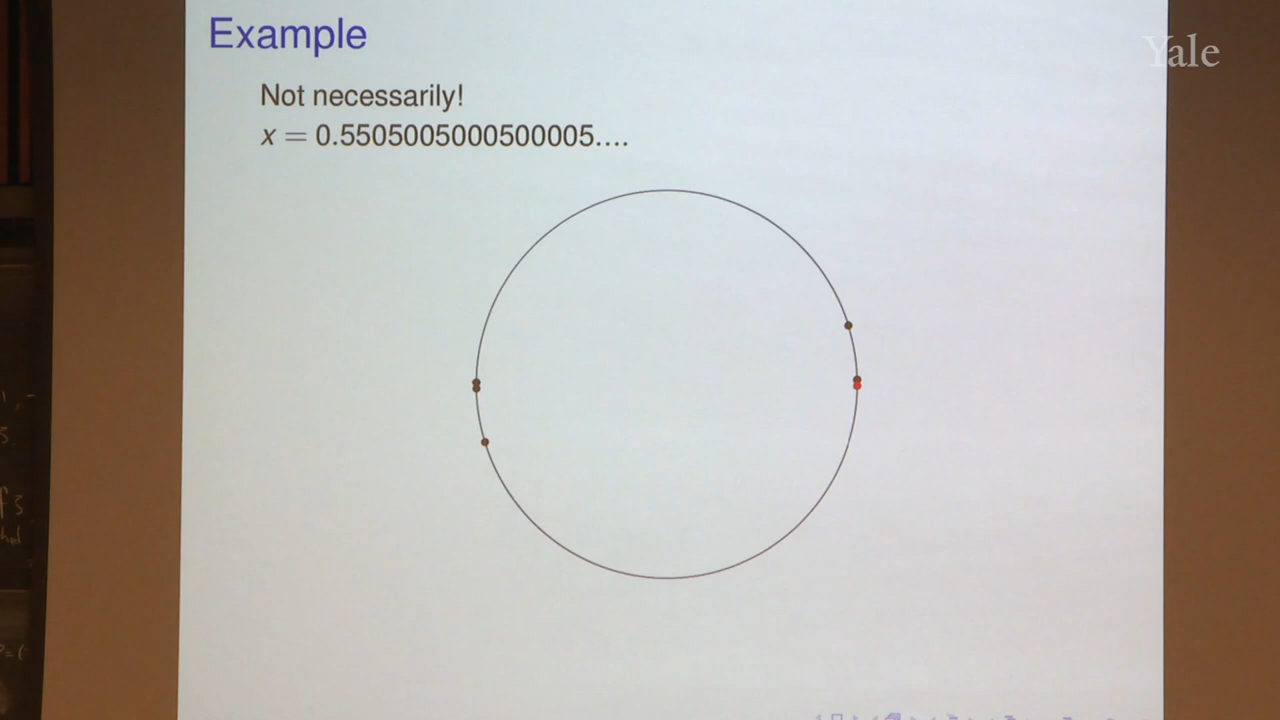 Example
Yale
Not necessarily!
x = 0.5505005000500005....